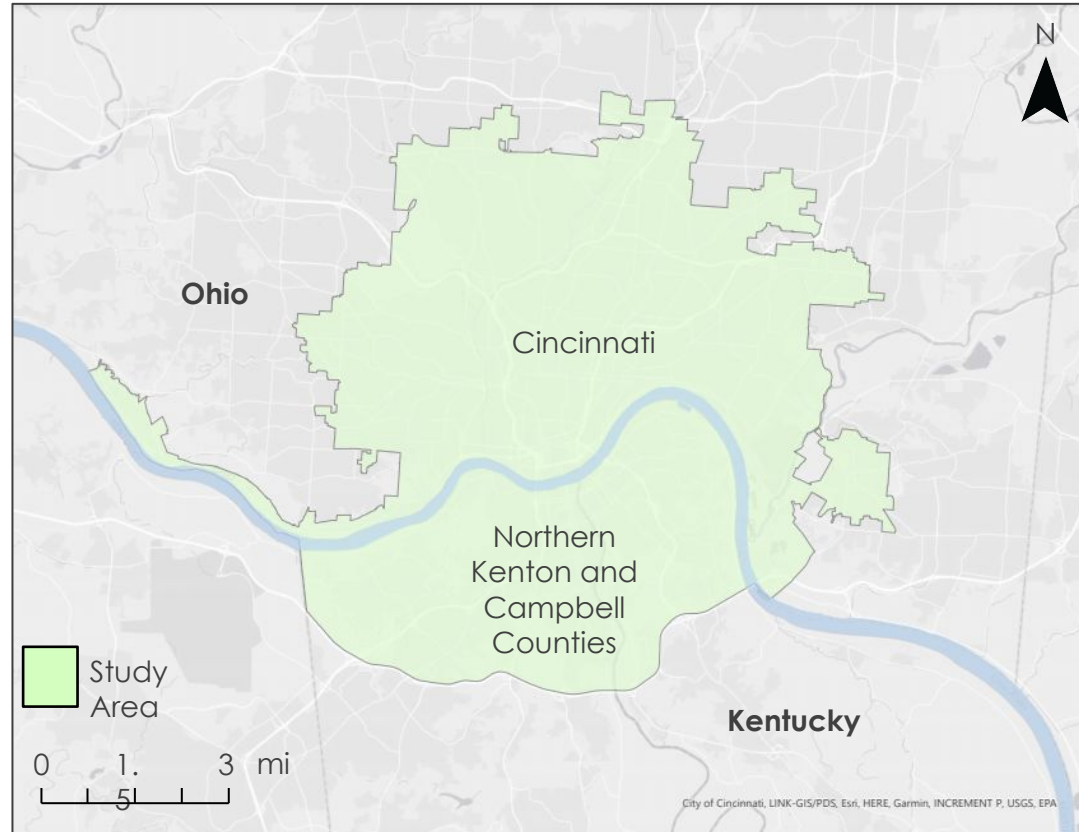 N
Ohio
Cincinnati
Northern
Kenton and
Campbell
Counties
Study
Area
Kentucky
0 1. 3 mi
5
City of Cincinnati, LINK-GIS/PDS, Esri, HERE, Garmin, INCREMENT P, USGS, EPA